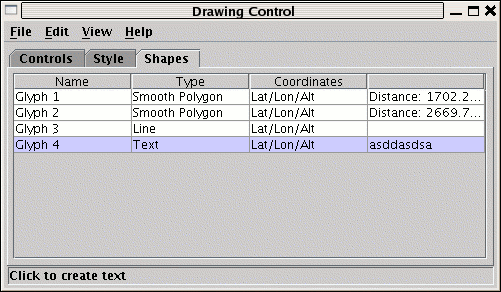 Drawing Control
File Edit View Help
Controls Style Shapes
Name Type Coordinates
Glyph 1 Smooth Polygon Lat/Lon/Alt Distance: 1702.2...
Glyph 2 Smooth Polygon Lat/Lon/Alt Distance: 2669.7...
Glyph 3 Line Lat/Lon/Alt
Glyph 4 Text Lat/Lon/Alt asddasdsa
Click to create text